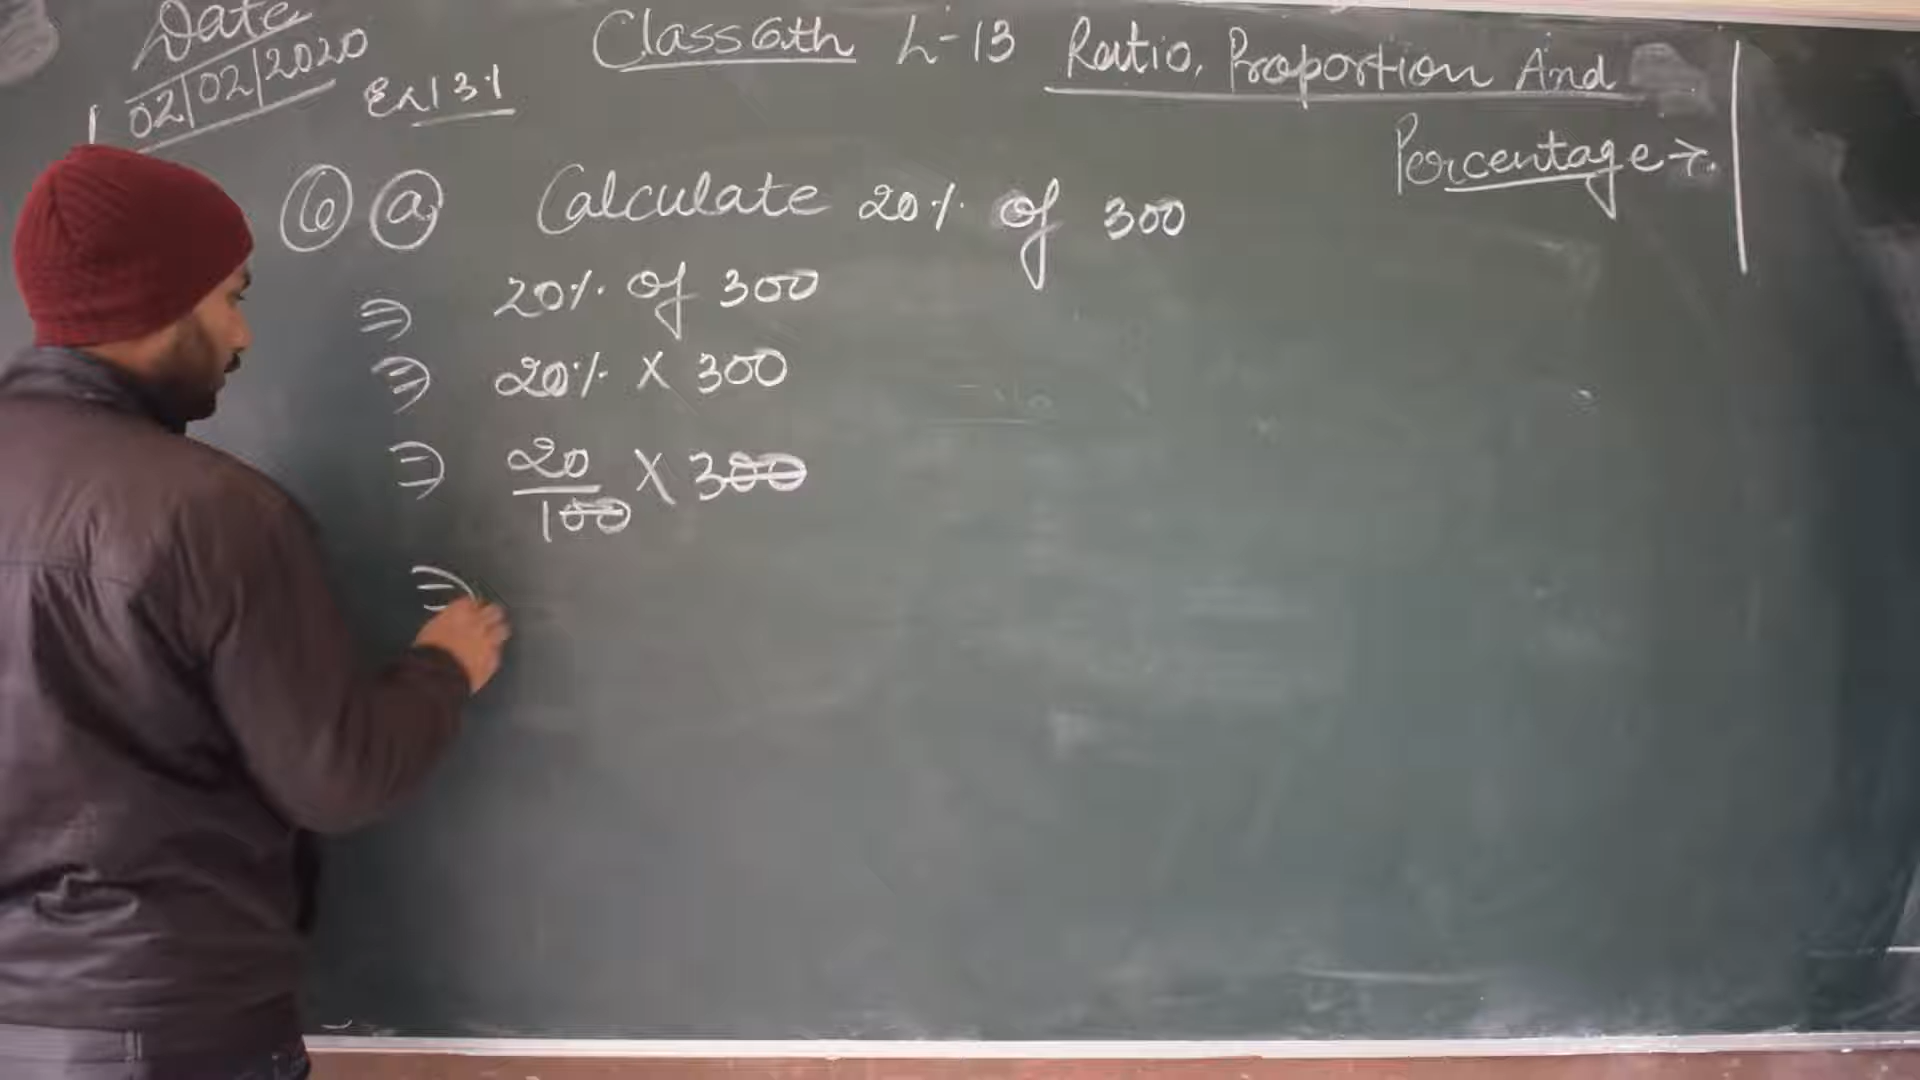 Date
02/02/2020
Ex 13.1
Class 6th L-13 Ratio, Proportion And
Percentage →
6 a Calculate 20% of 300
⇒ 20% of 300
⇒ 20% × 300
⇒ 20/100 × 300
⇒